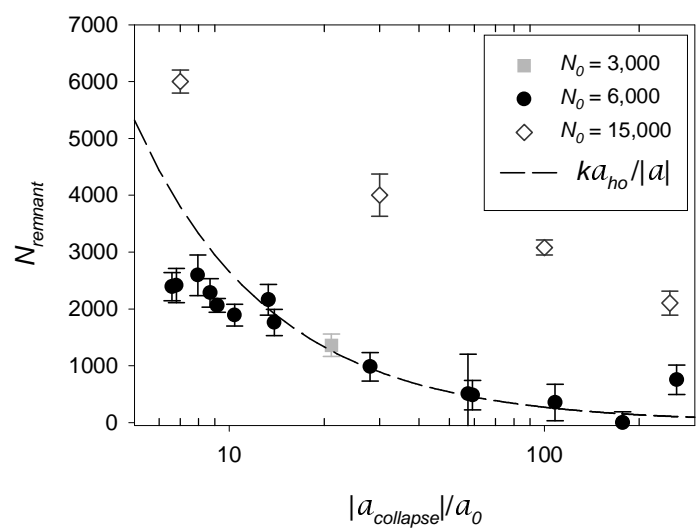 7000
6000
5000
4000
3000
2000
1000
0
N_remnant
10
100
|a_collapse|/a_0
N_0 = 3,000
N_0 = 6,000
N_0 = 15,000
ka_ho/|a|